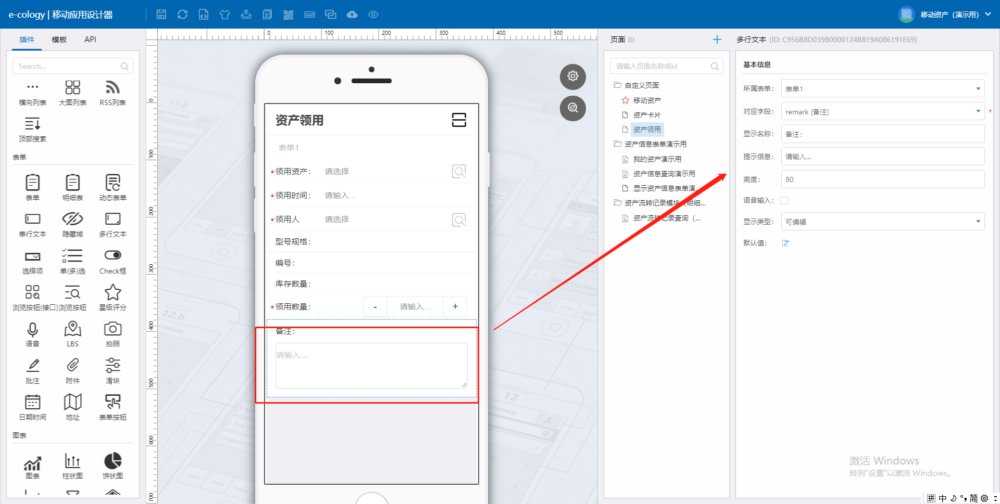 e-cology | 移动应用设计器
移动资产（演示用）
插件 模板 API
Search...
横向列表 大图列表 RSS列表
顶部搜索
表单
表单 明细表 动态表单
单行文本 隐藏域 多行文本
选择项 单(多)选 Check框
浏览按钮(接口) 浏览按钮 星级评分
语音 LBS 拍照
批注 附件 滑块
日期时间 地址 表单按钮
图表
图表 柱状图 饼状图
0 100 200 300 400 500
0
100
200
300
400
500
600
700
资产领用
表单1
*领用资产： 请选择
*领用时间： 请输入...
*领用人 请选择
型号规格：
编号：
库存数量：
*领用数量： - 请输入... +
备注：
请输入...
页面 ID
请输入页面名称或id
自定义页面
移动资产
资产卡片
资产领用
资产信息表单演示用
我的资产演示用
资产信息查询演示用
显示资产信息表单演...
资产流转记录模块（明细...
资产流转记录查询（...
多行文本 (ID: C956B8D039B0000124B819A086191E69)
基本信息
所属表单： 表单1
对应字段： remark [备注] *
显示名称： 备注：
提示信息： 请输入...
高度： 80
语音输入：
显示类型： 可编辑
默认值：
激活 Windows
转到“设置”以激活 Windows。
拼 中 简
12.b
Contacts
12
Contacts